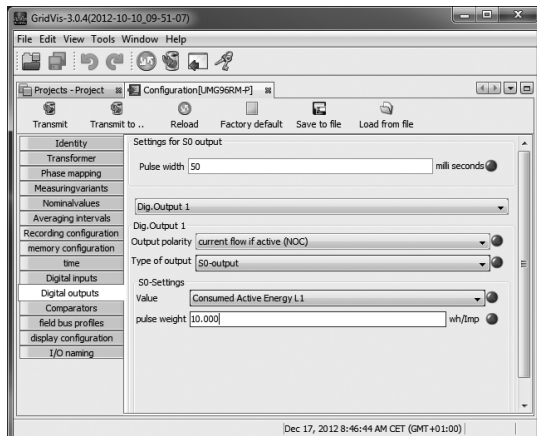 GridVis-3.0.4(2012-10-10_09-51-07)
File Edit View Tools Window Help
Projects - Project Configuration[UMG96RM-P]
Transmit Transmit to .. Reload Factory default Save to file Load from file
Identity
Transformer
Phase mapping
Measuringvariants
Nominalvalues
Averaging intervals
Recording configuration
memory configuration
time
Digital inputs
Digital outputs
Comparators
field bus profiles
display configuration
I/O naming
Settings for S0 output
Pulse width 50 milli seconds
Dig.Output 1
Dig.Output 1
Output polarity current flow if active (NOC)
Type of output S0-output
S0-Settings
Value Consumed Active Energy L1
pulse weight 10.000 wh/Imp
Dec 17, 2012 8:46:44 AM CET (GMT+01:00)